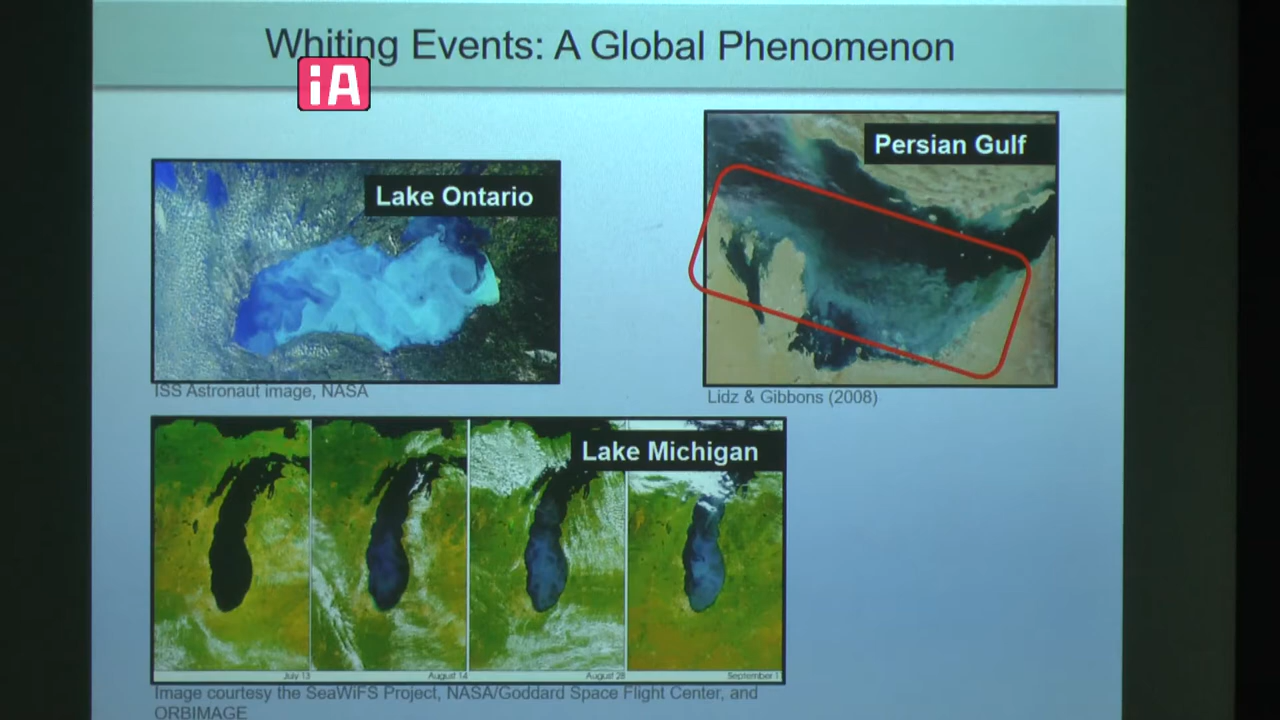 Whiting Events: A Global Phenomenon
iA
Lake Ontario
Persian Gulf
ISS Astronaut image, NASA
Lidz & Gibbons (2008)
Lake Michigan
July 13
August 14
August 28
September 1
Image courtesy the SeaWiFS Project, NASA/Goddard Space Flight Center, and
ORBIMAGE